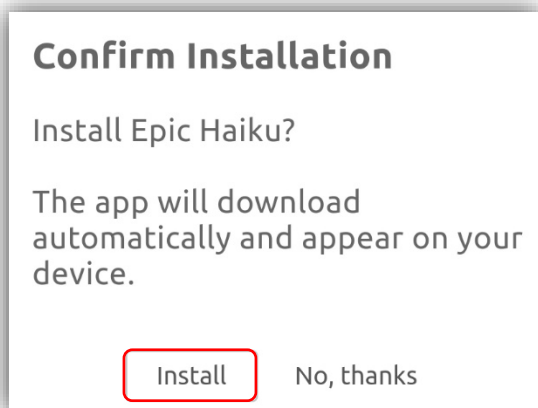 Confirm Installation
Install Epic Haiku?
The app will download
automatically and appear on your
device.
Install No, thanks